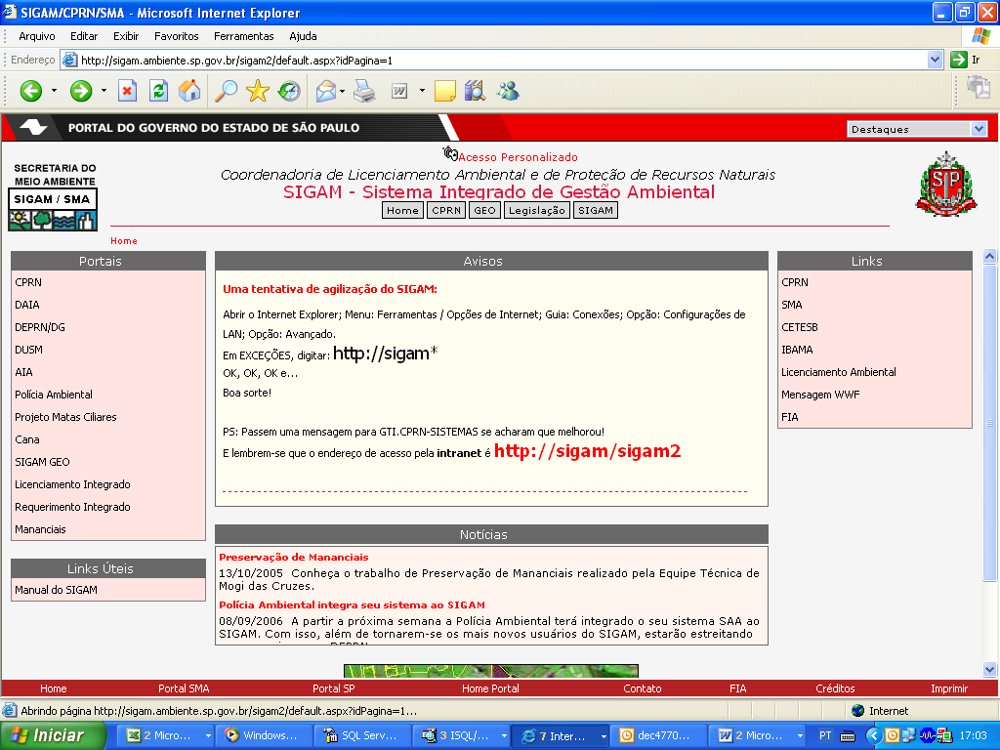 SIGAM/CPRN/SMA - Microsoft Internet Explorer
Arquivo Editar Exibir Favoritos Ferramentas Ajuda
Endereço http://sigam.ambiente.sp.gov.br/sigam2/default.aspx?idPagina=1 Ir
PORTAL DO GOVERNO DO ESTADO DE SÃO PAULO
Destaques
Acesso Personalizado
SECRETARIA DO
MEIO AMBIENTE
SIGAM / SMA
Coordenadoria de Licenciamento Ambiental e de Proteção de Recursos Naturais
SIGAM - Sistema Integrado de Gestão Ambiental
Home CPRN GEO Legislação SIGAM
SP
Home
Portais
CPRN
DAIA
DEPRN/DG
DUSM
AIA
Polícia Ambiental
Projeto Matas Ciliares
Cana
SIGAM GEO
Licenciamento Integrado
Requerimento Integrado
Mananciais
Links Úteis
Manual do SIGAM
Avisos
Uma tentativa de agilização do SIGAM:
Abrir o Internet Explorer; Menu: Ferramentas / Opções de Internet; Guia: Conexões; Opção: Configurações de
LAN; Opção: Avançado.
Em EXCEÇÕES, digitar: http://sigam*
OK, OK, OK e...
Boa sorte!
PS: Passem uma mensagem para GTI.CPRN-SISTEMAS se acharam que melhorou!
E lembrem-se que o endereço de acesso pela intranet é http://sigam/sigam2
Notícias
Preservação de Mananciais
13/10/2005 Conheça o trabalho de Preservação de Mananciais realizado pela Equipe Técnica de
Mogi das Cruzes.
Polícia Ambiental integra seu sistema ao SIGAM
08/09/2006 A partir a próxima semana a Polícia Ambiental terá integrado o seu sistema SAA ao
SIGAM. Com isso, além de tornarem-se os mais novos usuários do SIGAM, estarão estreitando
Links
CPRN
SMA
CETESB
IBAMA
Licenciamento Ambiental
Mensagem WWF
FIA
Home Portal SMA Portal SP Home Portal Contato FIA Créditos Imprimir
Abrindo página http://sigam.ambiente.sp.gov.br/sigam2/default.aspx?idPagina=1...
Internet
Iniciar 2 Micro... Windows... SQL Serv... 3 ISQL/... 7 Inter... dec4770... 2 Micro... PT 17:03